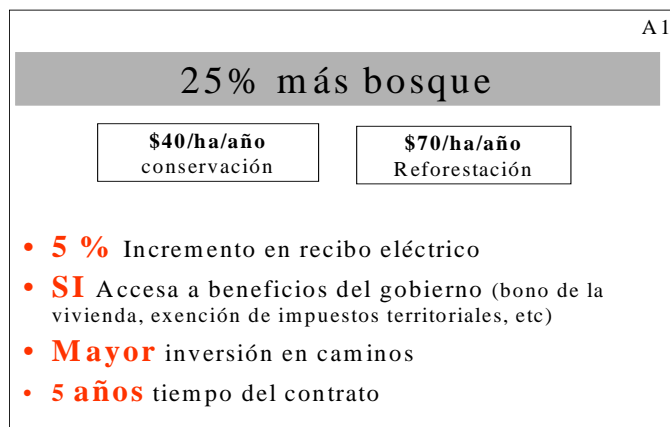 A1
25% más bosque
$40/ha/año
conservación
$70/ha/año
Reforestación
• 5 % Incremento en recibo eléctrico
• SI Accesa a beneficios del gobierno (bono de la
vivienda, exención de impuestos territoriales, etc)
• Mayor inversión en caminos
• 5 años tiempo del contrato